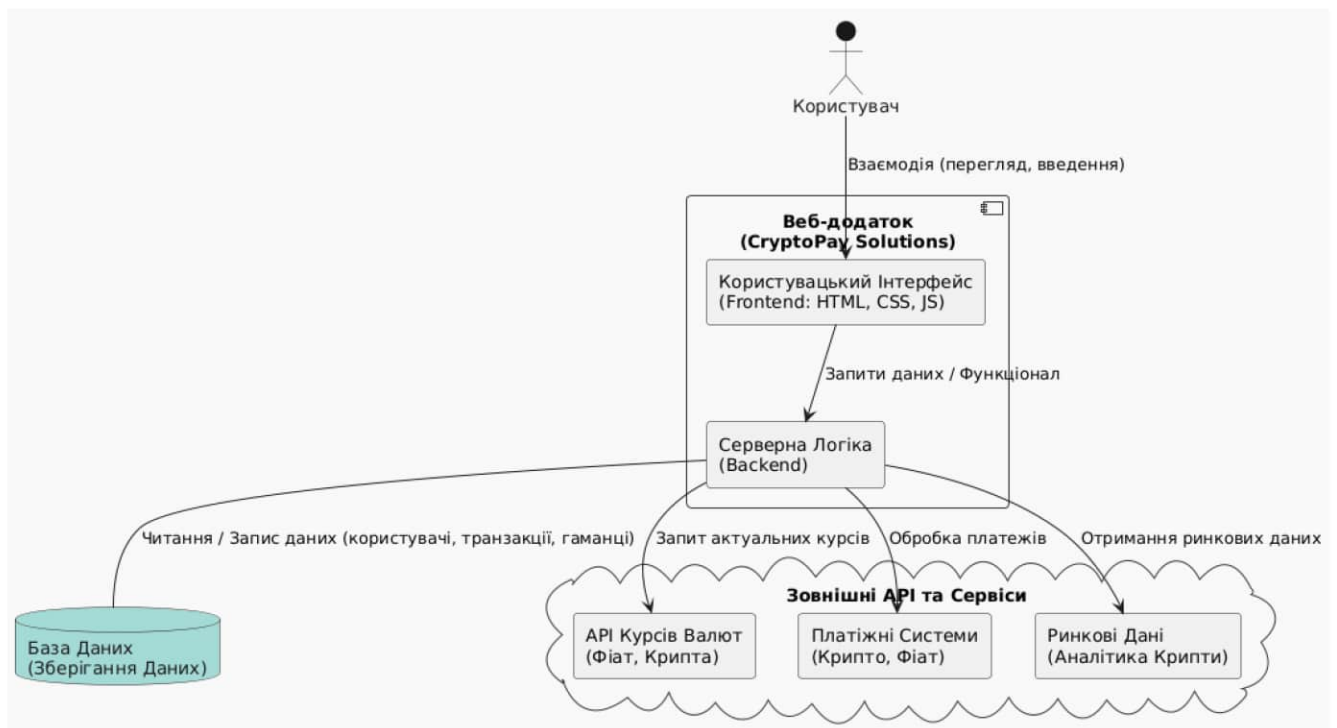 Користувач
Взаємодія (перегляд, введення)
Веб-додаток
(CryptoPay Solutions)
Користувацький Інтерфейс
(Frontend: HTML, CSS, JS)
Запити даних / Функціонал
Серверна Логіка
(Backend)
Читання / Запис даних (користувачі, транзакції, гаманці)
Запит актуальних курсів
Обробка платежів
Отримання ринкових даних
Зовнішні API та Сервіси
База Даних
(Зберігання Даних)
API Курсів Валют
(Фіат, Крипта)
Платіжні Системи
(Крипто, Фіат)
Ринкові Дані
(Аналітика Крипти)